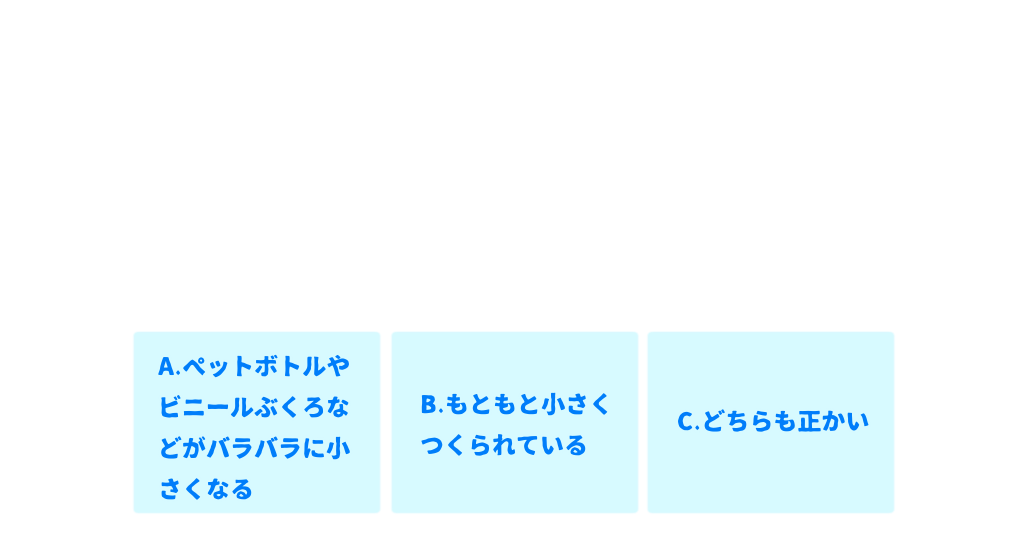 A.ペットボトルや
ビニールぶくろな
どがバラバラに小
さくなる
B.もともと小さく
つくられている
C.どちらも正かい